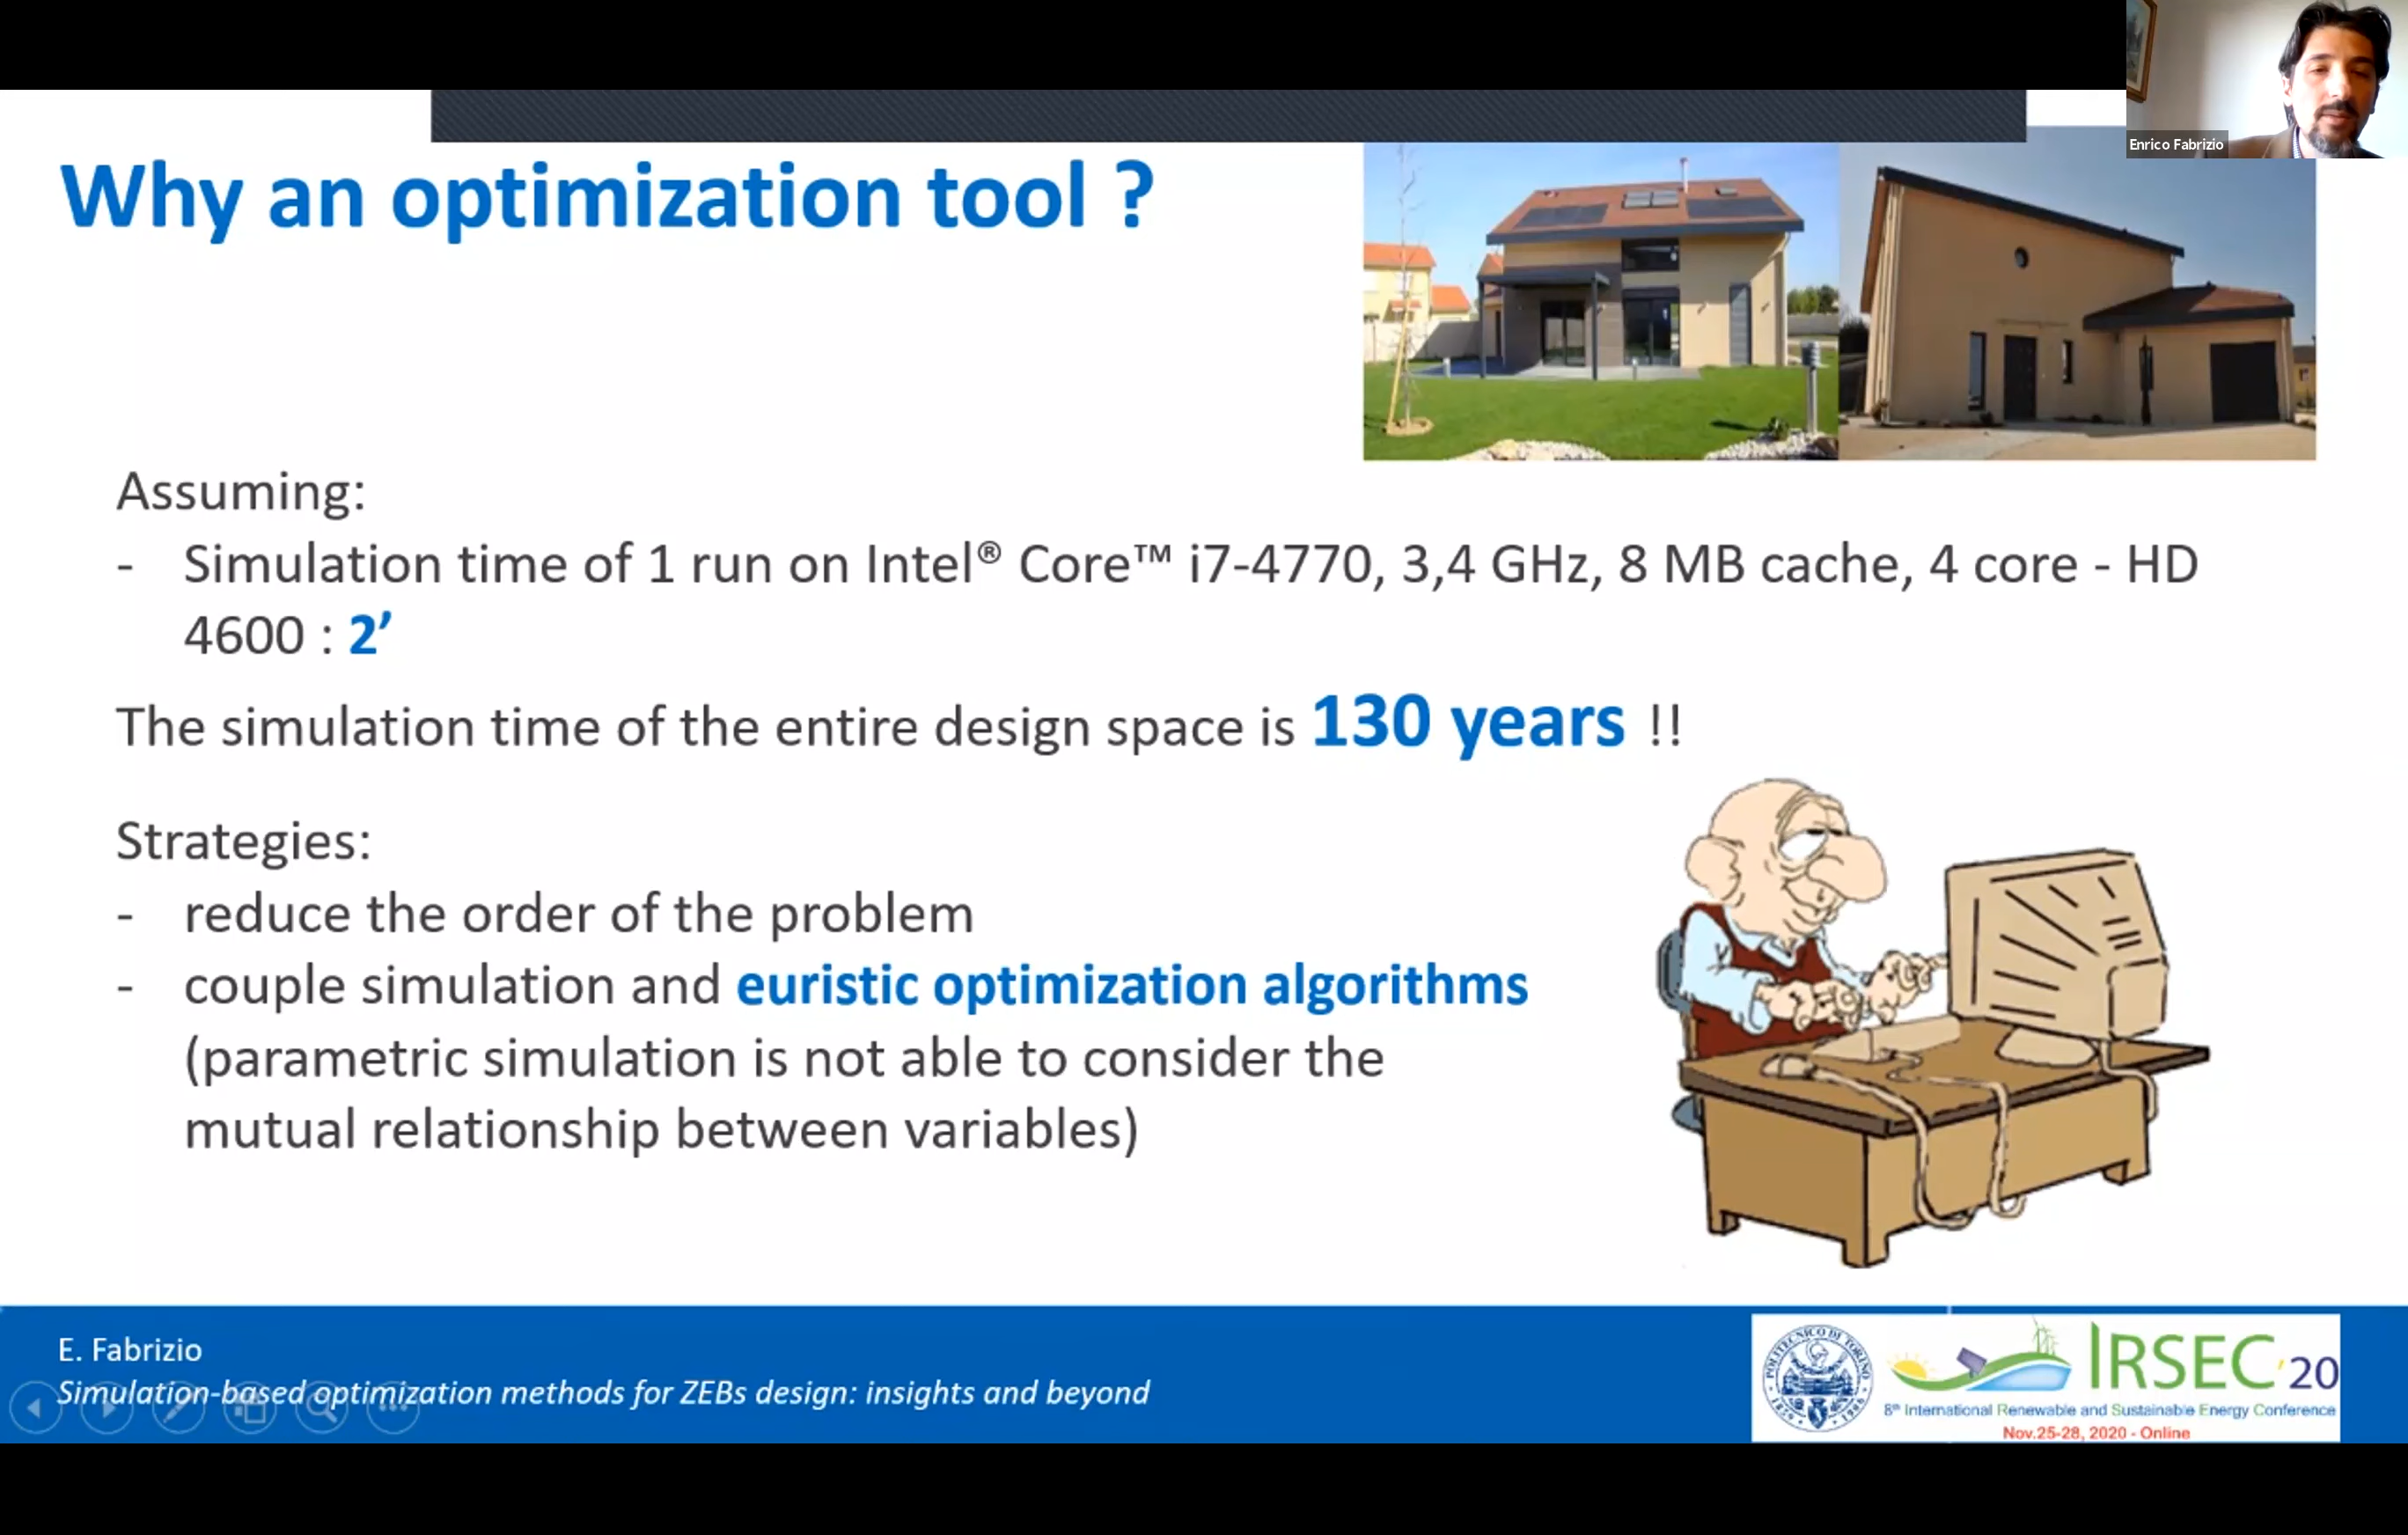 Enrico Fabrizio
Why an optimization tool ?
Assuming:
- Simulation time of 1 run on Intel® Core™ i7-4770, 3,4 GHz, 8 MB cache, 4 core - HD
4600 : 2’
The simulation time of the entire design space is 130 years !!
Strategies:
- reduce the order of the problem
- couple simulation and euristic optimization algorithms
(parametric simulation is not able to consider the
mutual relationship between variables)
E. Fabrizio
Simulation-based optimization methods for ZEBs design: insights and beyond
POLITECNICO DI TORINO
IRSEC '20
8th International Renewable and Sustainable Energy Conference
Nov.25-28, 2020 - Online